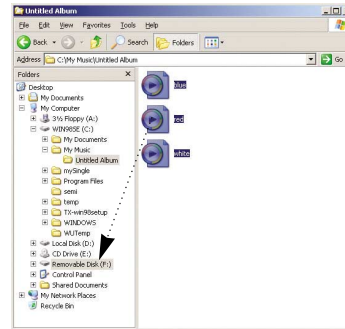 Untitled Album
File Edit View Favorites Tools Help
Back Search Folders
Address C:\My Music\Untitled Album Go
Folders
Desktop
My Documents
My Computer
3½ Floppy (A:)
WIN98SE (C:)
My Documents
My Music
Untitled Album
mySingle
Program Files
semi
temp
TX-win98setup
WINDOWS
WUTemp
Local Disk (D:)
CD Drive (E:)
Removable Disk (F:)
Control Panel
Shared Documents
My Network Places
Recycle Bin
blue
red
white